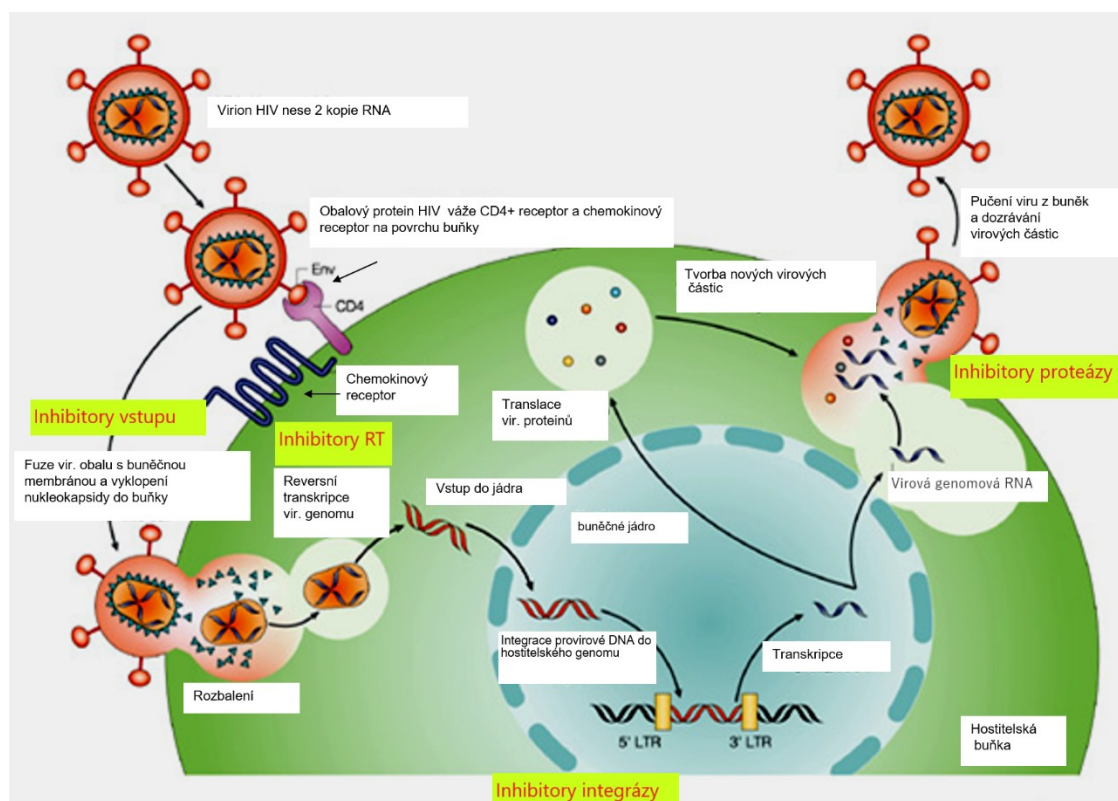 Virion HIV nese 2 kopie RNA
Obalový protein HIV  váže CD4+ receptor a chemokinový
receptor na povrchu buňky
Env
CD4
Chemokinový
receptor
Inhibitory vstupu
Fuze vir. obalu s buněčnou
membránou a vyklopení
nukleokapsidy do buňky
Inhibitory RT
Reversní
transkripce
vir. genomu
Rozbalení
Vstup do jádra
buněčné jádro
Integrace provirové DNA do
hostitelského genomu
5' LTR
3' LTR
Inhibitory integrázy
Transkripce
Translace
vir. proteinů
Virová genomová RNA
Tvorba nových virových
částic
Inhibitory proteázy
Pučení viru z buněk
a dozrávání
virových částic
Hostitelská
buňka